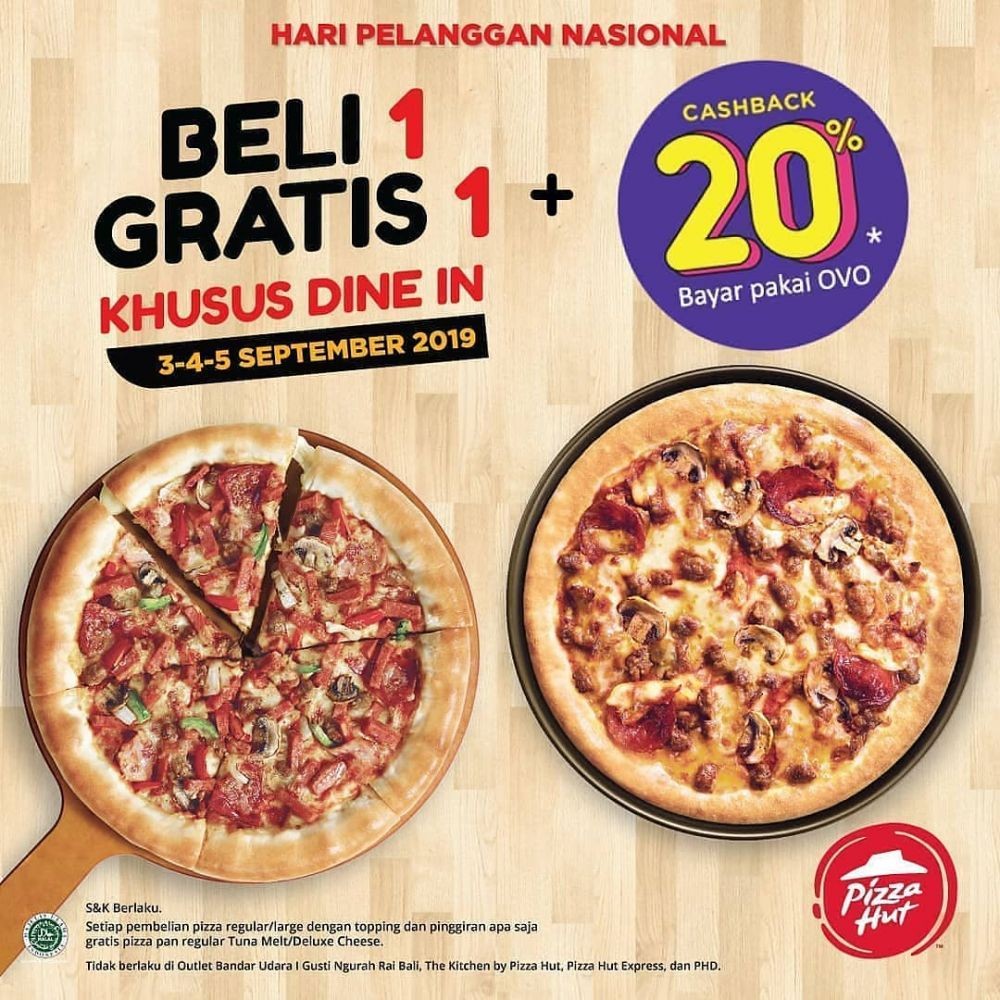 HARI PELANGGAN NASIONAL
BELI 1
GRATIS 1
KHUSUS DINE IN
3-4-5 SEPTEMBER 2019
+
CASHBACK
20%
*
Bayar pakai OVO
Pizza
Hut
S&K Berlaku.
Setiap pembelian pizza regular/large dengan topping dan pinggiran apa saja
gratis pizza pan regular Tuna Melt/Deluxe Cheese.
Tidak berlaku di Outlet Bandar Udara I Gusti Ngurah Rai Bali, The Kitchen by Pizza Hut, Pizza Hut Express, dan PHD.